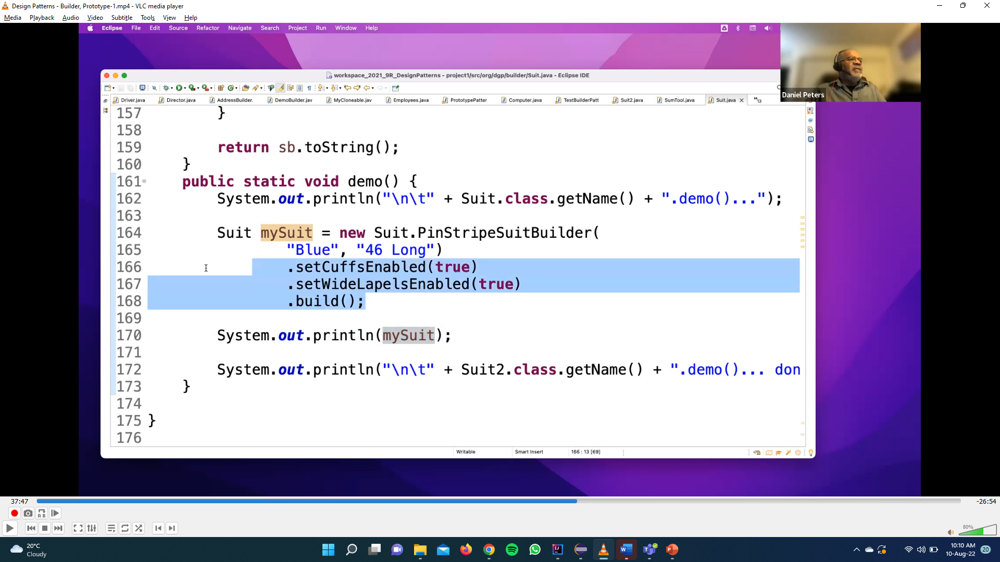 Design Patterns - Builder, Prototype-1.mp4 - VLC media player
Media Playback Audio Video Subtitle Tools View Help
Eclipse File Edit Source Refactor Navigate Search Project Run Window Help
workspace_2021_9R_DesignPatterns - project1/src/org/dgp/builder/Suit.java - Eclipse IDE
Daniel Peters
Driver.java Director.java AddressBuilder. DemoBuilder.jav MyCloneable.jav Employees.java PrototypePatter Computer.java TestBuilderPatt Suit2.java SumTool.java Suit.java 13
157 }
158
159 return sb.toString();
160 }
161 public static void demo() {
162 System.out.println("\n\t" + Suit.class.getName() + ".demo()...");
163
164 Suit mySuit = new Suit.PinStripeSuitBuilder(
165 "Blue", "46 Long")
166 .setCuffsEnabled(true)
167 .setWideLapelsEnabled(true)
168 .build();
169
170 System.out.println(mySuit);
171
172 System.out.println("\n\t" + Suit2.class.getName() + ".demo()... don
173 }
174
175 }
176
Writable Smart Insert 166 : 13 [69]
37:47 -26:54
80%
20°C
Cloudy
10:10 AM
10-Aug-22
20